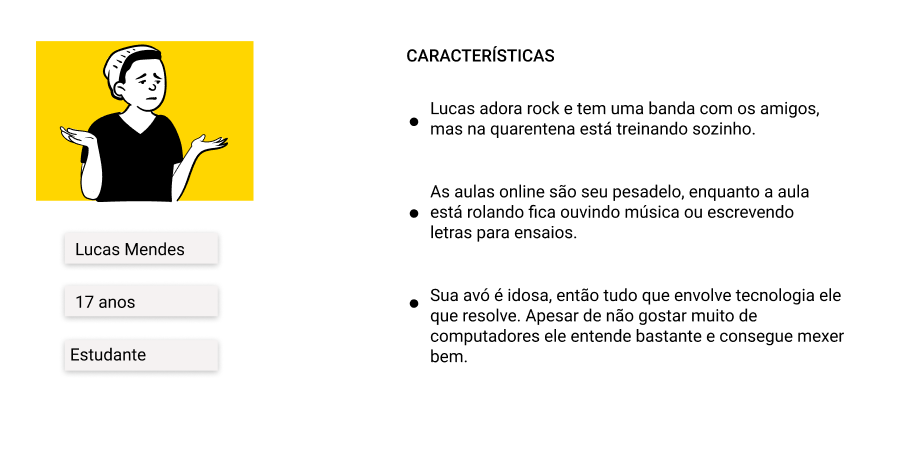 CARACTERÍSTICAS
Lucas adora rock e tem uma banda com os amigos,
mas na quarentena está treinando sozinho.
As aulas online são seu pesadelo, enquanto a aula
está rolando fica ouvindo música ou escrevendo
letras para ensaios.
Sua avó é idosa, então tudo que envolve tecnologia ele
que resolve. Apesar de não gostar muito de
computadores ele entende bastante e consegue mexer
bem.
Lucas Mendes
17 anos
Estudante